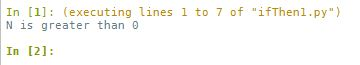 In [1]: (executing lines 1 to 7 of "ifThen1.py")
N is greater than 0
In [2]: